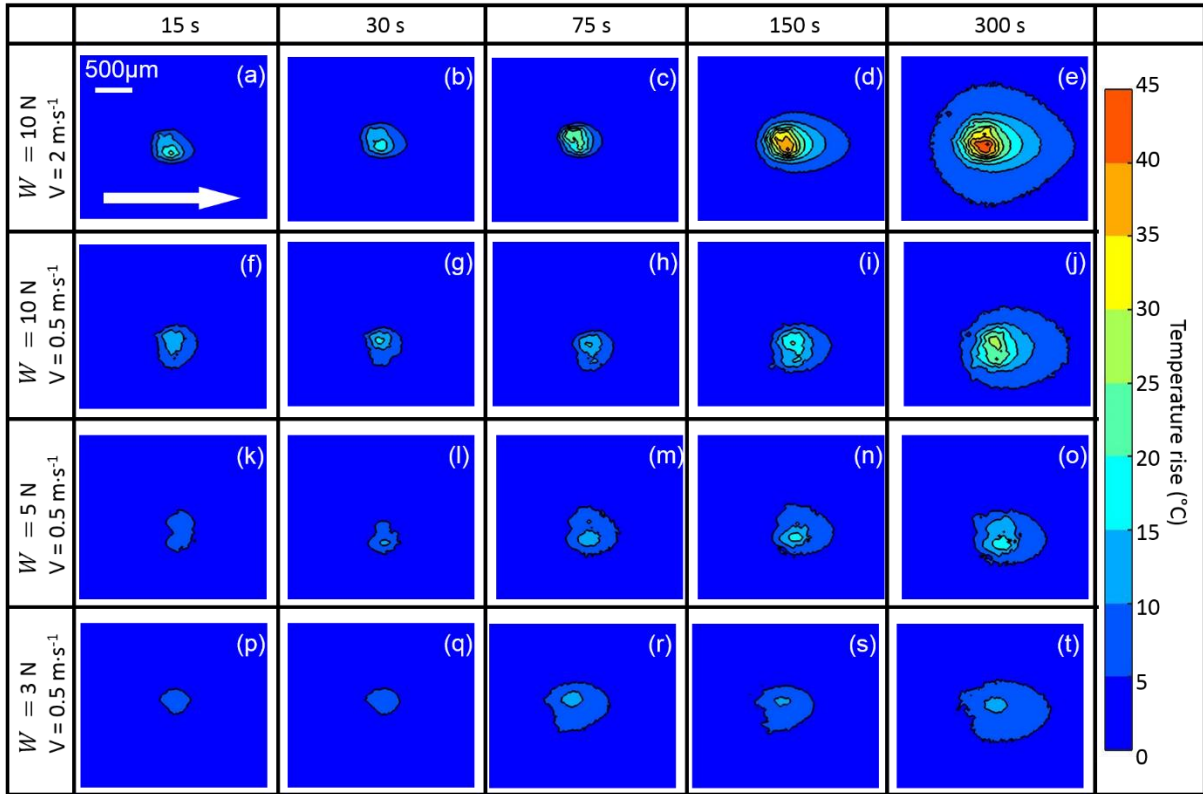 15 s 30 s 75 s 150 s 300 s
W = 10 N
V = 2 m·s⁻¹
500µm
(a) (b) (c) (d) (e)
W = 10 N
V = 0.5 m·s⁻¹
(f) (g) (h) (i) (j)
W = 5 N
V = 0.5 m·s⁻¹
(k) (l) (m) (n) (o)
W = 3 N
V = 0.5 m·s⁻¹
(p) (q) (r) (s) (t)
45
40
35
30
25
20
15
10
5
0
Temperature rise (°C)